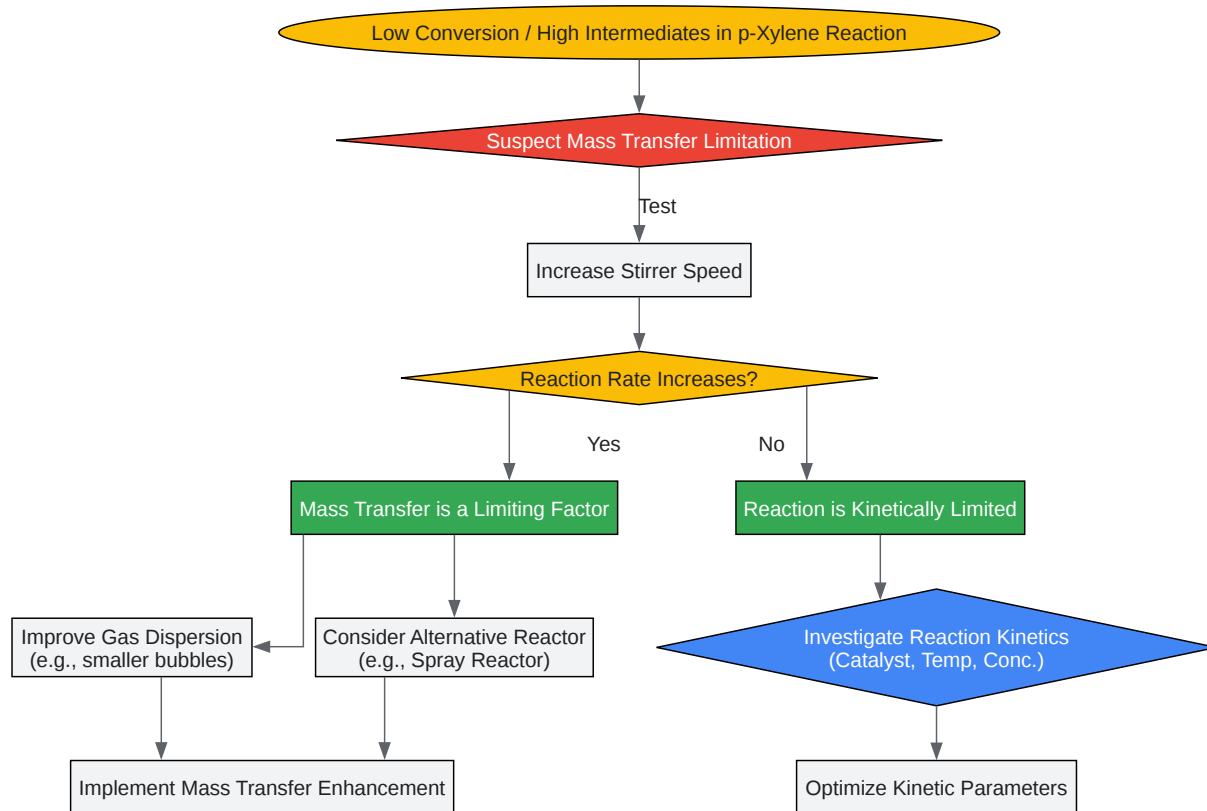 Low Conversion / High Intermediates in p-Xylene Reaction
Suspect Mass Transfer Limitation
Test
Increase Stirrer Speed
Reaction Rate Increases?
Yes
No
Mass Transfer is a Limiting Factor
Reaction is Kinetically Limited
Improve Gas Dispersion
(e.g., smaller bubbles)
Consider Alternative Reactor
(e.g., Spray Reactor)
Investigate Reaction Kinetics
(Catalyst, Temp, Conc.)
Implement Mass Transfer Enhancement
Optimize Kinetic Parameters